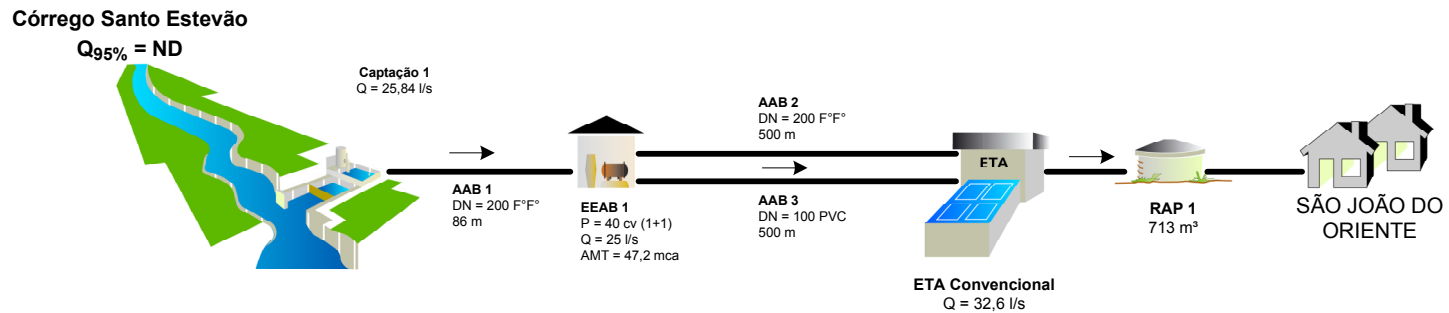 Córrego Santo Estevão
Q95% = ND
Captação 1
Q = 25,84 l/s
AAB 1
DN = 200 F°F°
86 m
EEAB 1
P = 40 cv (1+1)
Q = 25 l/s
AMT = 47,2 mca
AAB 2
DN = 200 F°F°
500 m
AAB 3
DN = 100 PVC
500 m
ETA
ETA Convencional
Q = 32,6 l/s
RAP 1
713 m³
SÃO JOÃO DO
ORIENTE